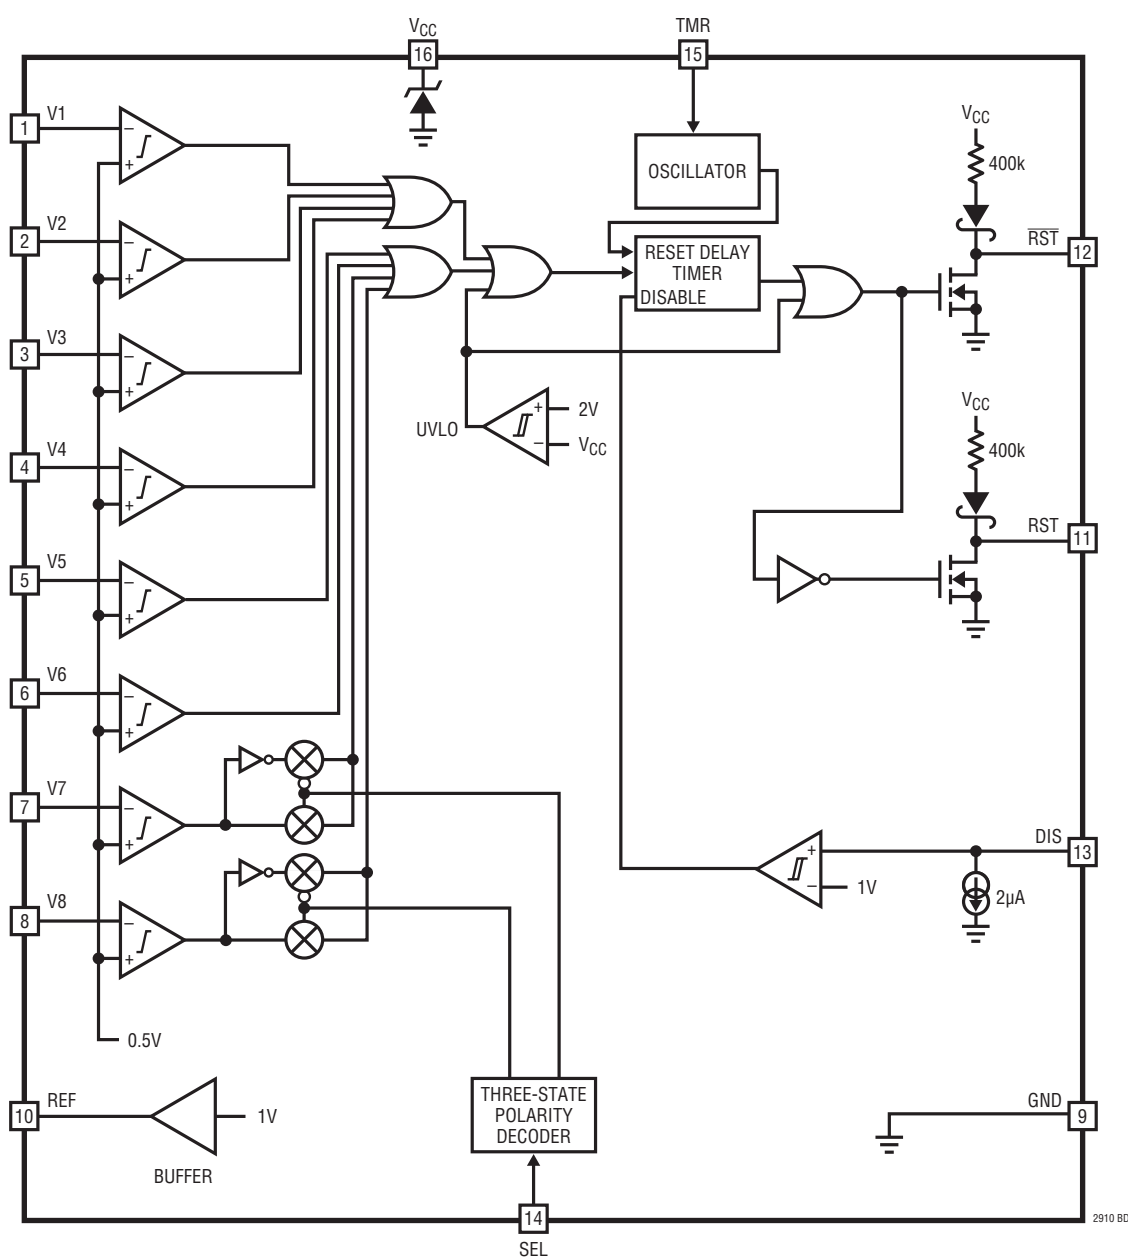 VCC
TMR
16
15
V1
1
−
+
VCC
400k
OSCILLATOR
V2
2
−
+
RST
12
RESET DELAY
TIMER
DISABLE
V3
3
−
+
UVLO
+
2V
−
VCC
VCC
400k
V4
4
−
+
RST
11
V5
5
−
+
V6
6
−
+
V7
7
−
+
DIS
13
+
−
1V
2µA
V8
8
−
+
0.5V
REF
10
1V
BUFFER
THREE-STATE
POLARITY
DECODER
GND
9
14
SEL
2910 BD